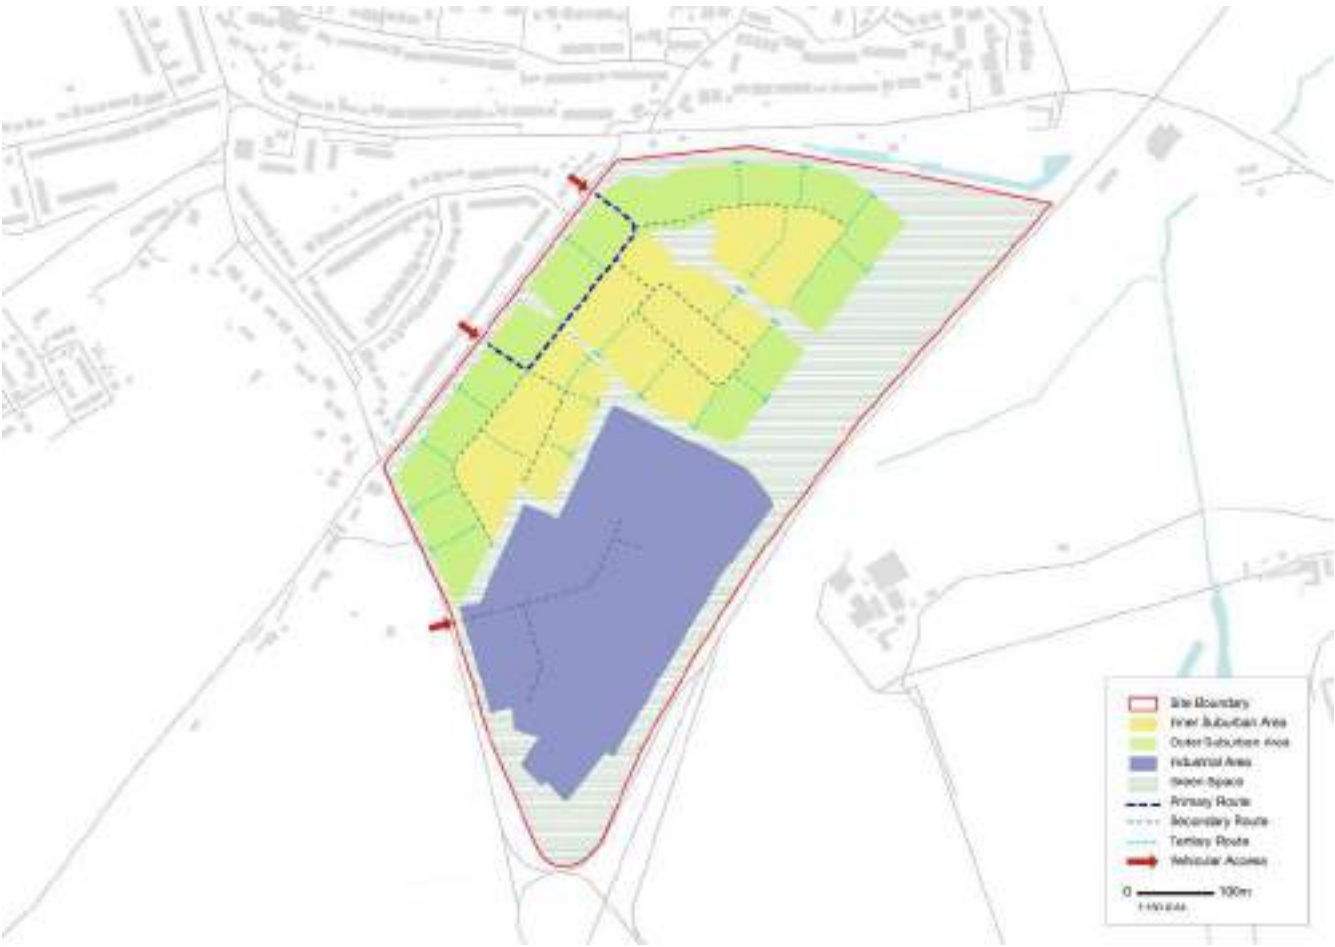 Site Boundary
Inner Suburban Area
Outer Suburban Area
Industrial Area
Green Space
Primary Route
Secondary Route
Tertiary Route
Vehicular Access
0 100m